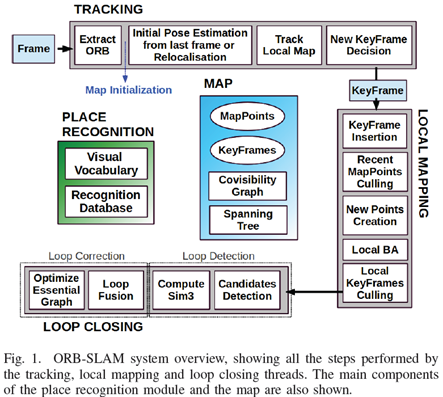 TRACKING
Frame
Extract
ORB
Initial Pose Estimation
from last frame or
Relocalisation
Track
Local Map
New KeyFrame
Decision
Map Initialization
KeyFrame
PLACE
RECOGNITION
Visual
Vocabulary
Recognition
Database
MAP
MapPoints
KeyFrames
Covisibility
Graph
Spanning
Tree
LOCAL MAPPING
KeyFrame
Insertion
Recent
MapPoints
Culling
New Points
Creation
Local BA
Local
KeyFrames
Culling
Loop Correction
Loop Detection
Optimize
Essential
Graph
Loop
Fusion
Compute
Sim3
Candidates
Detection
LOOP CLOSING
Fig. 1. ORB-SLAM system overview, showing all the steps performed by
the tracking, local mapping and loop closing threads. The main components
of the place recognition module and the map are also shown.